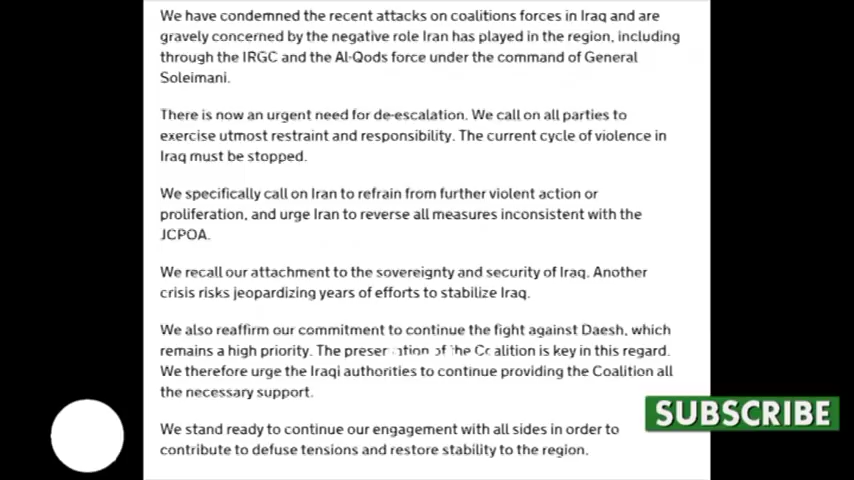 We have condemned the recent attacks on coalitions forces in Iraq and are
gravely concerned by the negative role Iran has played in the region, including
through the IRGC and the Al-Qods force under the command of General
Soleimani.
There is now an urgent need for de-escalation. We call on all parties to
exercise utmost restraint and responsibility. The current cycle of violence in
Iraq must be stopped.
We specifically call on Iran to refrain from further violent action or
proliferation, and urge Iran to reverse all measures inconsistent with the
JCPOA.
We recall our attachment to the sovereignty and security of Iraq. Another
crisis risks jeopardizing years of efforts to stabilize Iraq.
We also reaffirm our commitment to continue the fight against Daesh, which
remains a high priority. The of the Coalition is key in this regard.
We therefore urge the Iraqi authorities to continue providing the Coalition all
the necessary support.
We stand ready to continue our engagement with all sides in order to
contribute to defuse tensions and restore stability to the region.
SUBSCRIBE